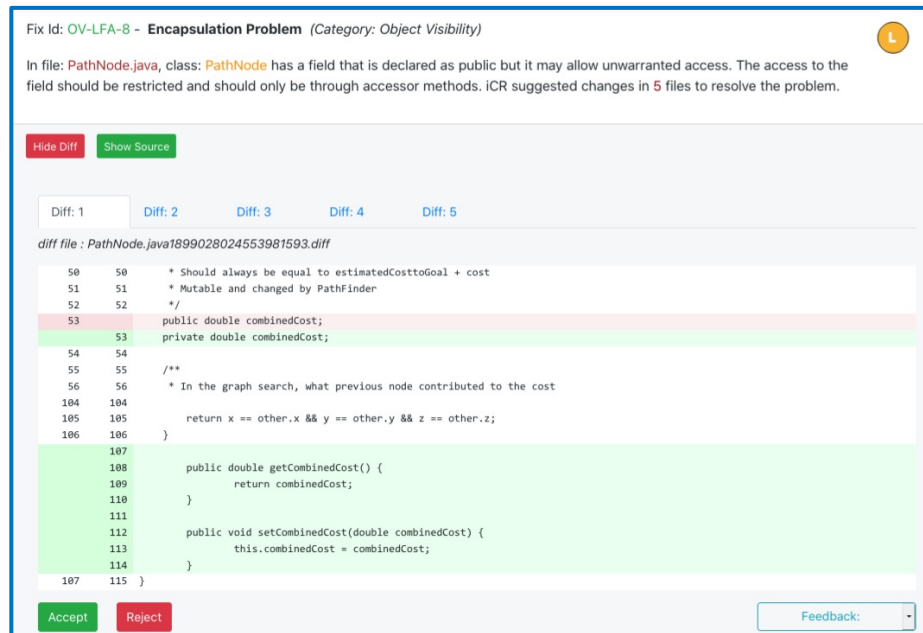 Fix Id: OV-LFA-8 - Encapsulation Problem (Category: Object Visibility)
L
In file: PathNode.java, class: PathNode has a field that is declared as public but it may allow unwarranted access. The access to the
field should be restricted and should only be through accessor methods. iCR suggested changes in 5 files to resolve the problem.
Hide Diff Show Source
Diff: 1 Diff: 2 Diff: 3 Diff: 4 Diff: 5
diff file : PathNode.java1899028024553981593.diff
50 50 * Should always be equal to estimatedCosttoGoal + cost
51 51 * Mutable and changed by PathFinder
52 52 */
53 public double combinedCost;
53 private double combinedCost;
54 54
55 55 /**
56 56 * In the graph search, what previous node contributed to the cost
104 104
105 105 return x == other.x && y == other.y && z == other.z;
106 106 }
107
108 public double getCombinedCost() {
109 return combinedCost;
110 }
111
112 public void setCombinedCost(double combinedCost) {
113 this.combinedCost = combinedCost;
114 }
107 115 }
Accept Reject Feedback: